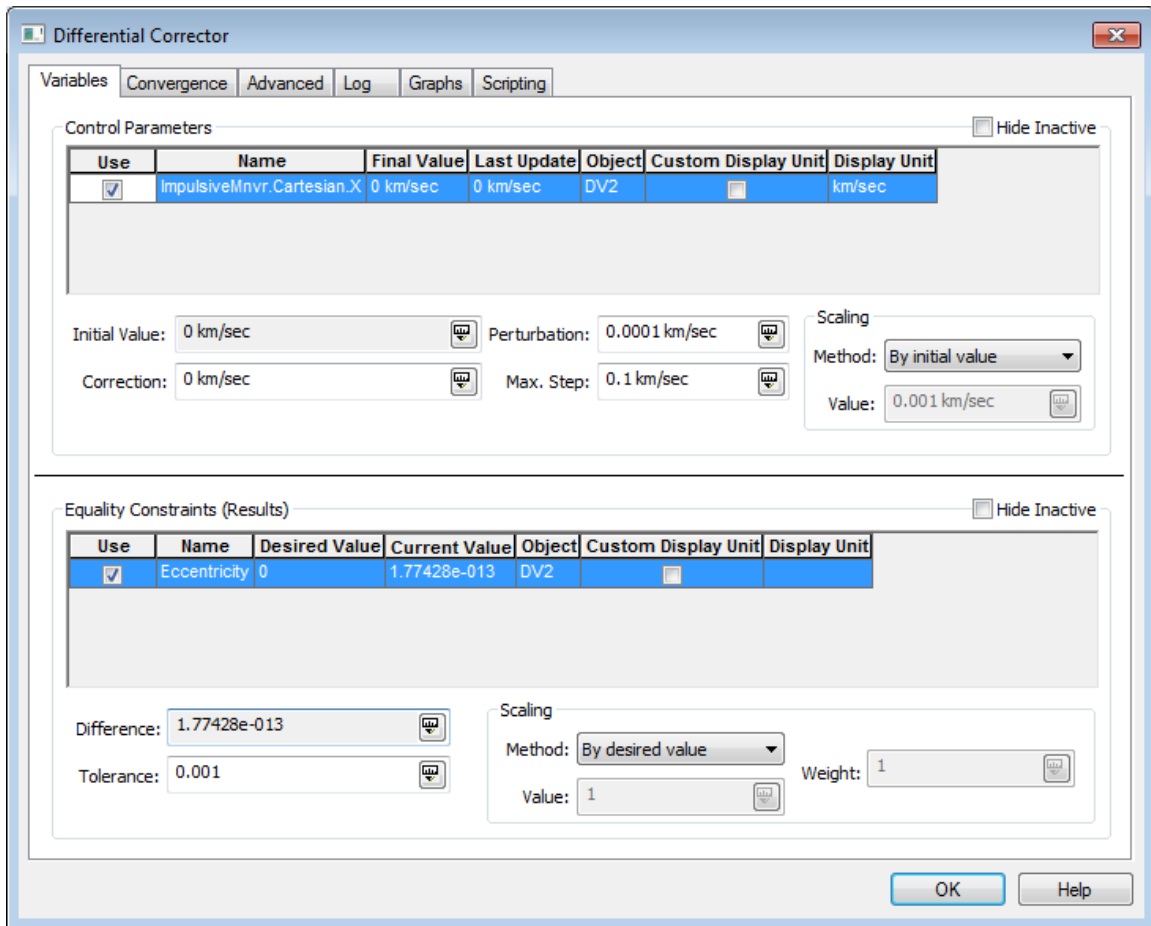 Differential Corrector
Variables Convergence Advanced Log Graphs Scripting
Control Parameters Hide Inactive
Use Name Final Value Last Update Object Custom Display Unit Display Unit
ImpulsiveMnvr.Cartesian.X 0 km/sec 0 km/sec DV2 km/sec
Initial Value: 0 km/sec Perturbation: 0.0001 km/sec
Scaling
Method: By initial value
Correction: 0 km/sec Max. Step: 0.1 km/sec
Value: 0.001 km/sec
Equality Constraints (Results) Hide Inactive
Use Name Desired Value Current Value Object Custom Display Unit Display Unit
Eccentricity 0 1.77428e-013 DV2
Difference: 1.77428e-013
Tolerance: 0.001
Scaling
Method: By desired value
Value: 1
Weight: 1
OK Help